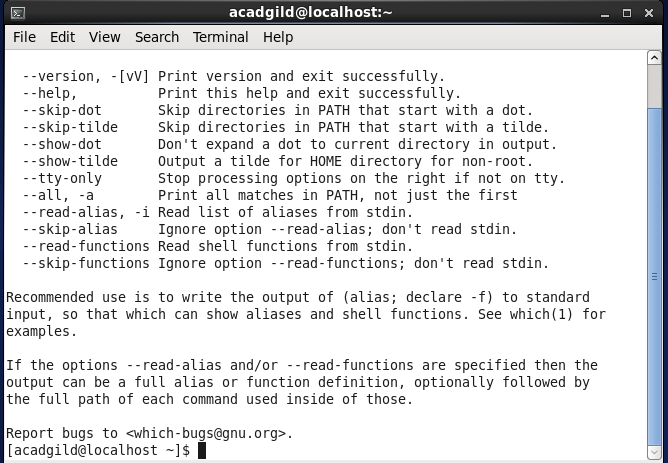 acadgild@localhost:~
File Edit View Search Terminal Help
--version, -[vV] Print version and exit successfully.
--help, Print this help and exit successfully.
--skip-dot Skip directories in PATH that start with a dot.
--skip-tilde Skip directories in PATH that start with a tilde.
--show-dot Don't expand a dot to current directory in output.
--show-tilde Output a tilde for HOME directory for non-root.
--tty-only Stop processing options on the right if not on tty.
--all, -a Print all matches in PATH, not just the first
--read-alias, -i Read list of aliases from stdin.
--skip-alias Ignore option --read-alias; don't read stdin.
--read-functions Read shell functions from stdin.
--skip-functions Ignore option --read-functions; don't read stdin.
Recommended use is to write the output of (alias; declare -f) to standard
input, so that which can show aliases and shell functions. See which(1) for
examples.
If the options --read-alias and/or --read-functions are specified then the
output can be a full alias or function definition, optionally followed by
the full path of each command used inside of those.
Report bugs to <which-bugs@gnu.org>.
[acadgild@localhost ~]$